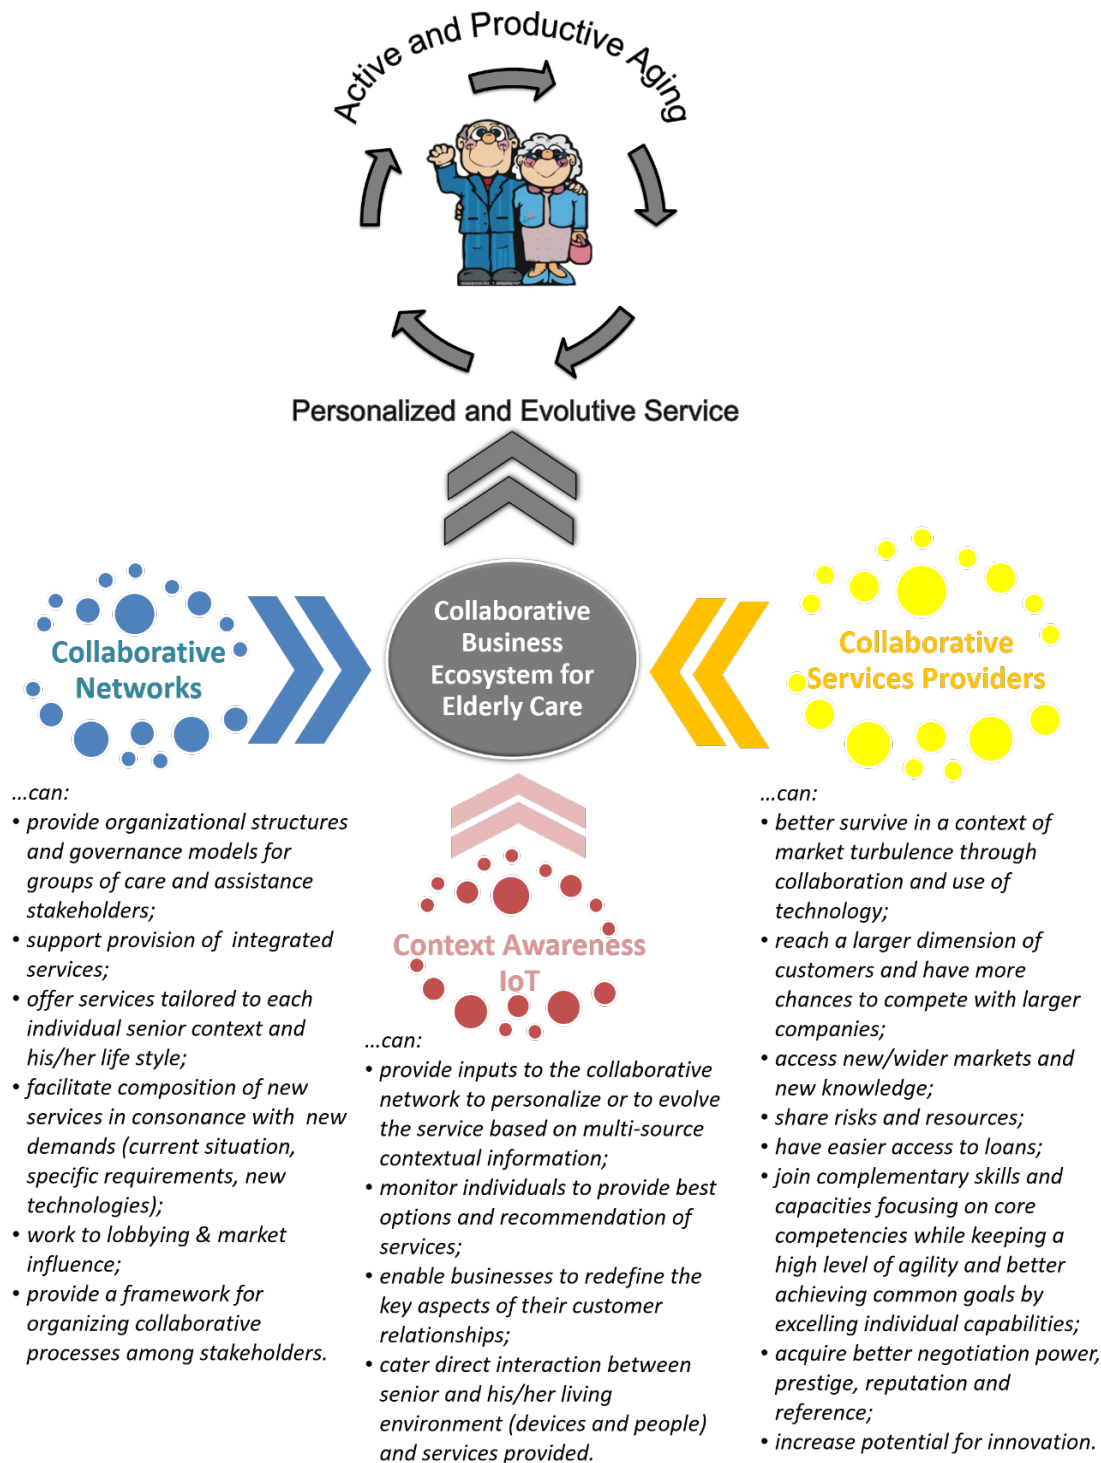 Active and Productive Aging
Personalized and Evolutive Service
Collaborative
Business
Ecosystem for
Elderly Care
Collaborative
Networks
Collaborative
Services Providers
Context Awareness
IoT
...can:
• provide organizational structures
and governance models for
groups of care and assistance
stakeholders;
• support provision of integrated
services;
• offer services tailored to each
individual senior context and
his/her life style;
• facilitate composition of new
services in consonance with new
demands (current situation,
specific requirements, new
technologies);
• work to lobbying & market
influence;
• provide a framework for
organizing collaborative
processes among stakeholders.
...can:
• provide inputs to the collaborative
network to personalize or to evolve
the service based on multi-source
contextual information;
• monitor individuals to provide best
options and recommendation of
services;
• enable businesses to redefine the
key aspects of their customer
relationships;
• cater direct interaction between
senior and his/her living
environment (devices and people)
and services provided.
...can:
• better survive in a context of
market turbulence through
collaboration and use of
technology;
• reach a larger dimension of
customers and have more
chances to compete with larger
companies;
• access new/wider markets and
new knowledge;
• share risks and resources;
• have easier access to loans;
• join complementary skills and
capacities focusing on core
competencies while keeping a
high level of agility and better
achieving common goals by
excelling individual capabilities;
• acquire better negotiation power,
prestige, reputation and
reference;
• increase potential for innovation.